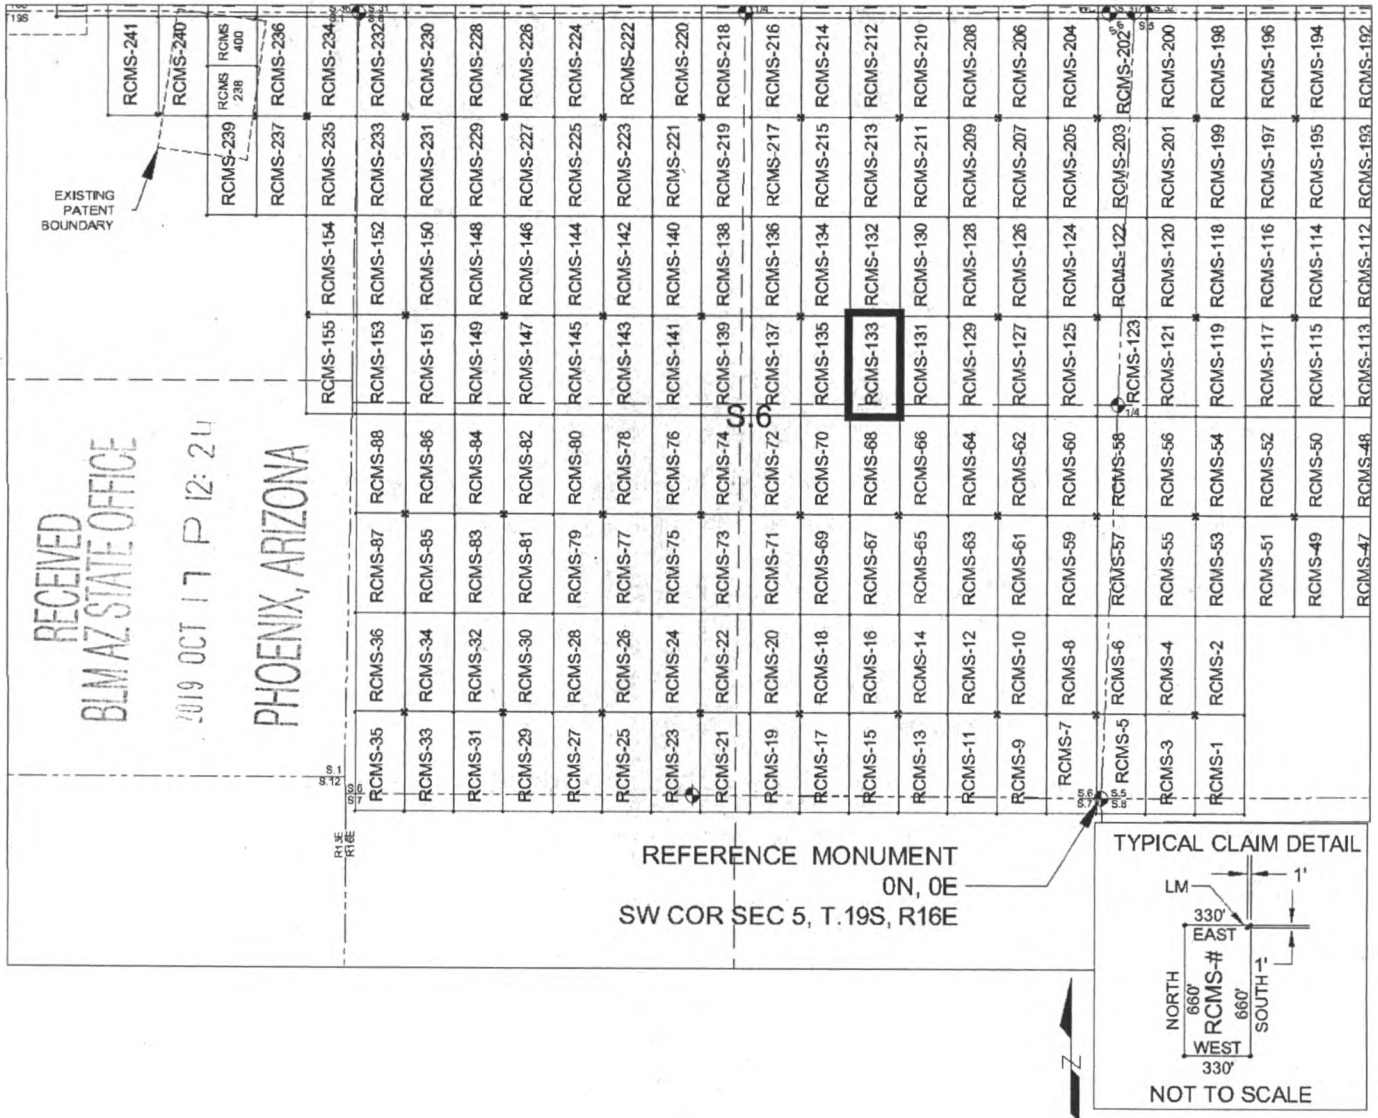 19S
S.1
S.6
1/4
S.6
S.5
RCMS-241
RCMS-240
RCMS
400
RCMS
238
RCMS-236
RCMS-234
RCMS-232
RCMS-230
RCMS-228
RCMS-226
RCMS-224
RCMS-222
RCMS-220
RCMS-218
RCMS-216
RCMS-214
RCMS-212
RCMS-210
RCMS-208
RCMS-206
RCMS-204
RCMS-202
RCMS-200
RCMS-198
RCMS-196
RCMS-194
RCMS-192
RCMS-239
RCMS-237
RCMS-235
RCMS-233
RCMS-231
RCMS-229
RCMS-227
RCMS-225
RCMS-223
RCMS-221
RCMS-219
RCMS-217
RCMS-215
RCMS-213
RCMS-211
RCMS-209
RCMS-207
RCMS-205
RCMS-203
RCMS-201
RCMS-199
RCMS-197
RCMS-195
RCMS-193
EXISTING
PATENT
BOUNDARY
RCMS-154
RCMS-152
RCMS-150
RCMS-148
RCMS-146
RCMS-144
RCMS-142
RCMS-140
RCMS-138
RCMS-136
RCMS-134
RCMS-132
RCMS-130
RCMS-128
RCMS-126
RCMS-124
RCMS-122
RCMS-120
RCMS-118
RCMS-116
RCMS-114
RCMS-112
RCMS-155
RCMS-153
RCMS-151
RCMS-149
RCMS-147
RCMS-145
RCMS-143
RCMS-141
RCMS-139
RCMS-137
RCMS-135
RCMS-133
RCMS-131
RCMS-129
RCMS-127
RCMS-125
RCMS-123
RCMS-121
RCMS-119
RCMS-117
RCMS-115
RCMS-113
S.6
1/4
RCMS-88
RCMS-86
RCMS-84
RCMS-82
RCMS-80
RCMS-78
RCMS-76
RCMS-74
RCMS-72
RCMS-70
RCMS-68
RCMS-66
RCMS-64
RCMS-62
RCMS-60
RCMS-58
RCMS-56
RCMS-54
RCMS-52
RCMS-50
RCMS-48
RCMS-87
RCMS-85
RCMS-83
RCMS-81
RCMS-79
RCMS-77
RCMS-75
RCMS-73
RCMS-71
RCMS-69
RCMS-67
RCMS-65
RCMS-63
RCMS-61
RCMS-59
RCMS-57
RCMS-55
RCMS-53
RCMS-51
RCMS-49
RCMS-47
RECEIVED
BLM AZ STATE OFFICE
2019 OCT 17 P 12: 20
PHOENIX, ARIZONA
RCMS-36
RCMS-34
RCMS-32
RCMS-30
RCMS-28
RCMS-26
RCMS-24
RCMS-22
RCMS-20
RCMS-18
RCMS-16
RCMS-14
RCMS-12
RCMS-10
RCMS-8
RCMS-6
RCMS-4
RCMS-2
RCMS-35
RCMS-33
RCMS-31
RCMS-29
RCMS-27
RCMS-25
RCMS-23
RCMS-21
RCMS-19
RCMS-17
RCMS-15
RCMS-13
RCMS-11
RCMS-9
RCMS-7
RCMS-5
RCMS-3
RCMS-1
S.1
S.12
S.6
S.7
S.6 S.5
S.7 S.8
R15E
R16E
REFERENCE MONUMENT
0N, 0E
SW COR SEC 5, T.19S, R16E
TYPICAL CLAIM DETAIL
1'
LM
330'
EAST
1'
NORTH
660'
RCMS-#
660'
SOUTH
WEST
330'
NOT TO SCALE
N